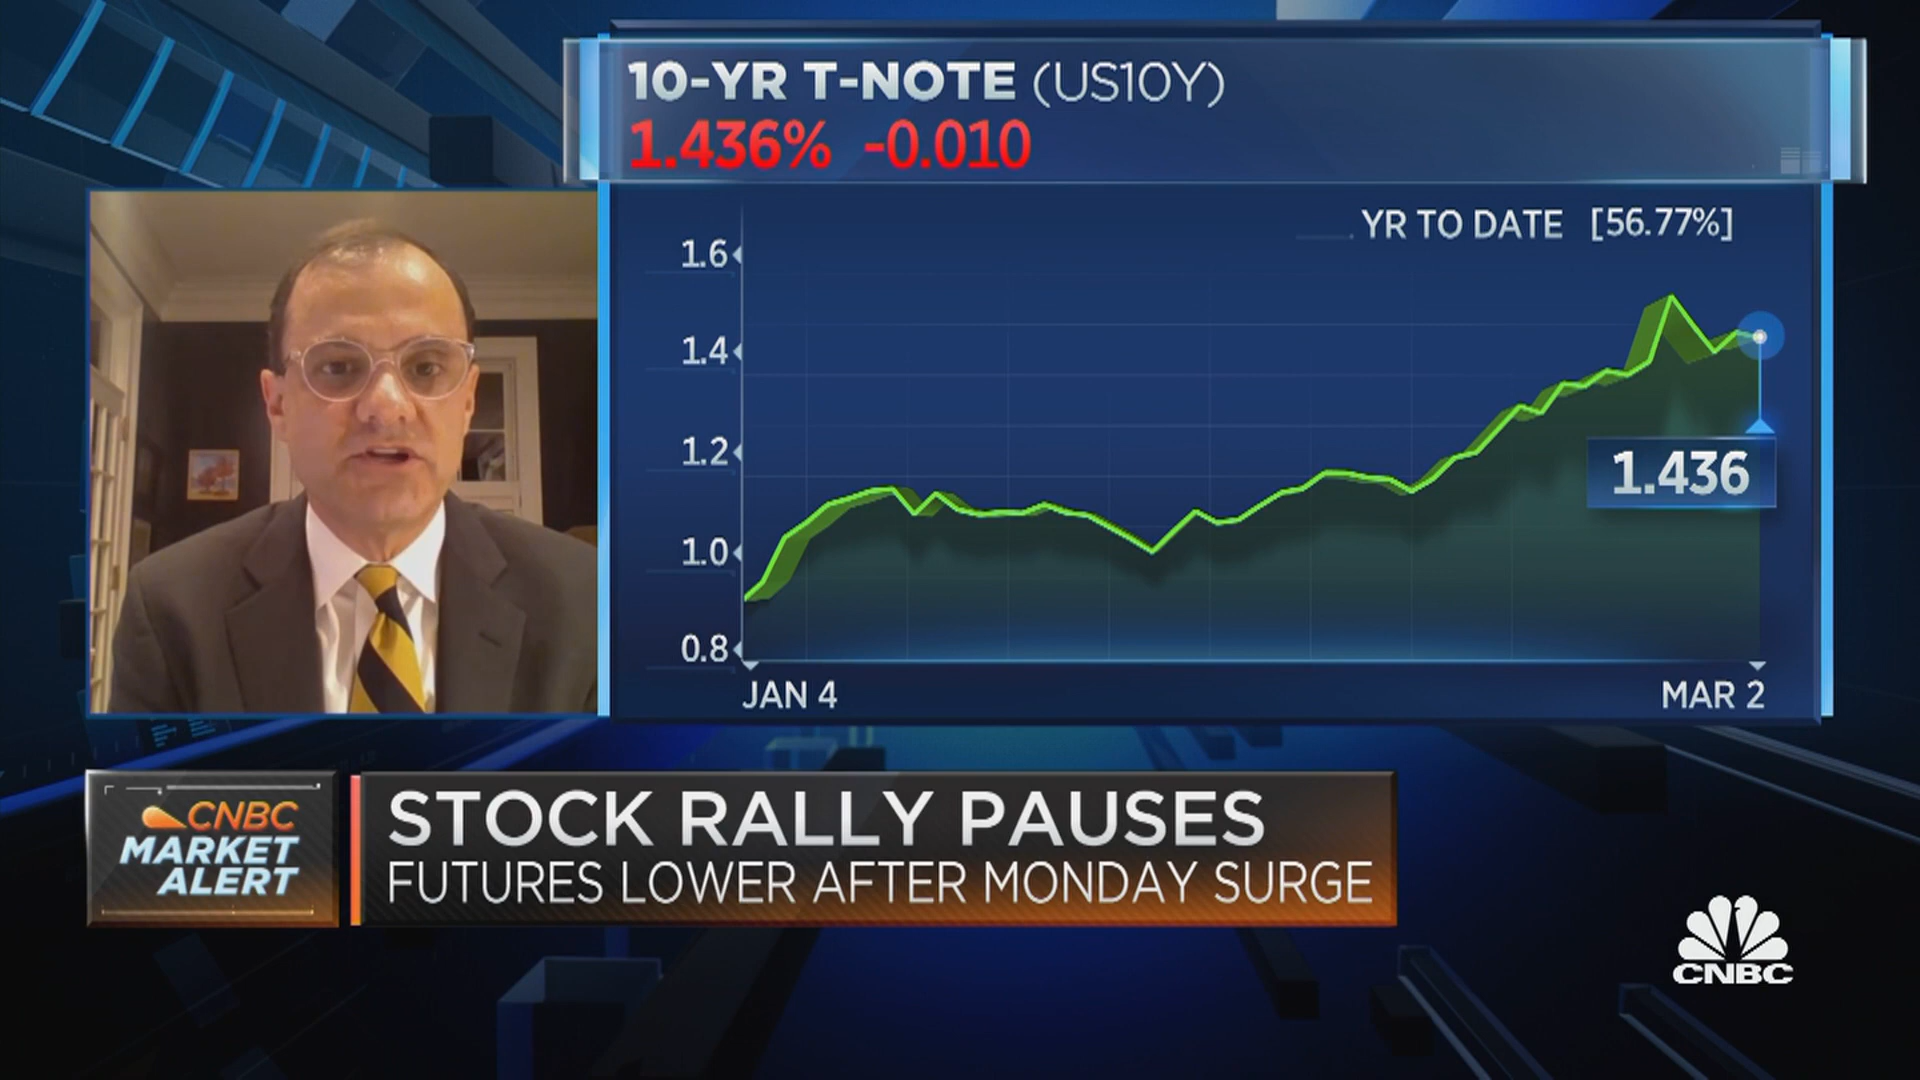 10-YR T-NOTE (US10Y)
1.436% -0.010
YR TO DATE [56.77%]
1.6
1.4
1.2
1.0
0.8
1.436
JAN 4
MAR 2
CNBC
MARKET
ALERT
STOCK RALLY PAUSES
FUTURES LOWER AFTER MONDAY SURGE
CNBC